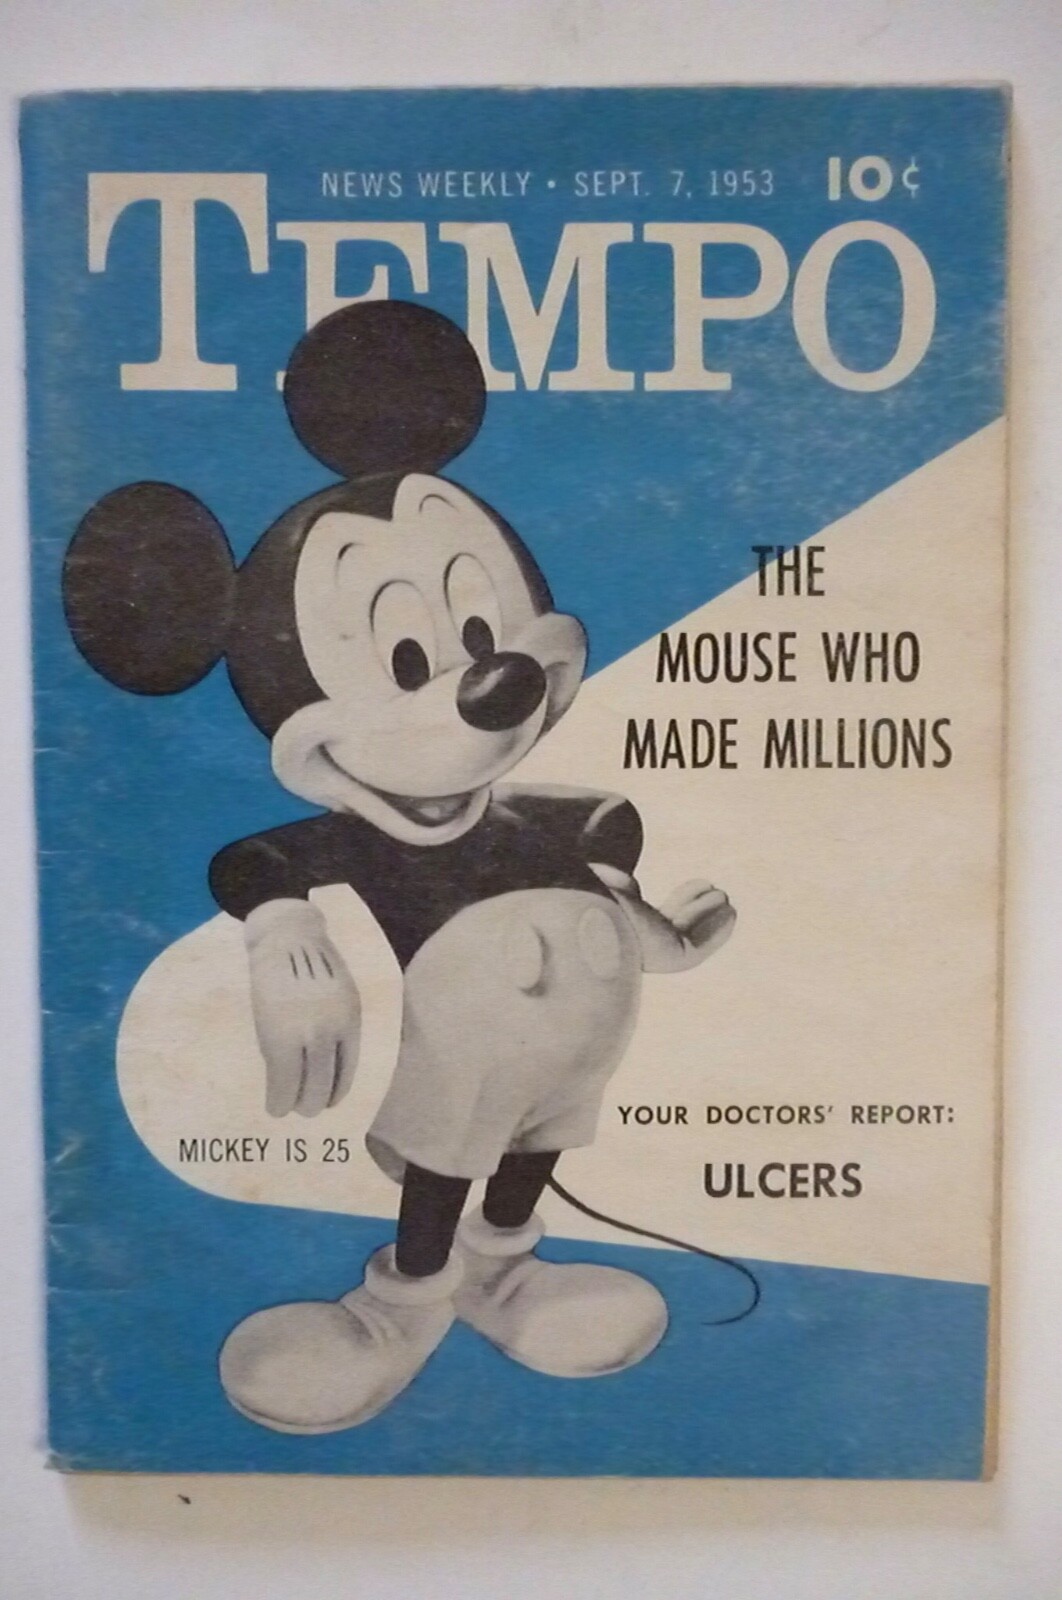 NEWS WEEKLY • SEPT. 7, 1953 10¢
TEMPO
THE
MOUSE WHO
MADE MILLIONS
MICKEY IS 25
YOUR DOCTORS' REPORT:
ULCERS